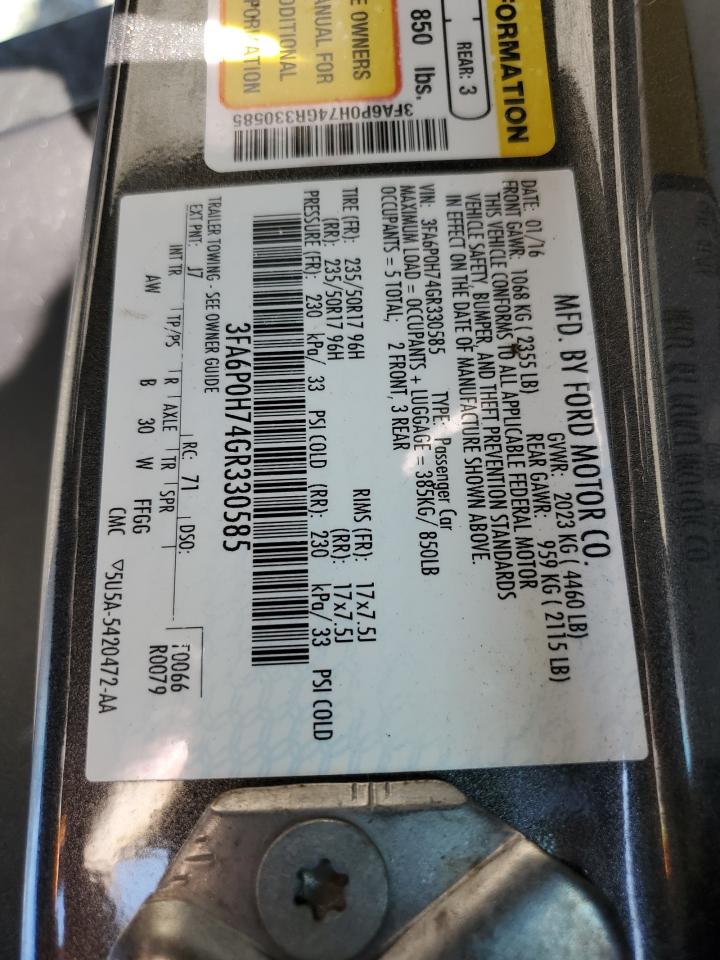 FORMATION
REAR: 3
850 lbs.
E OWNERS
ANUAL FOR
DDITIONAL
FORMATION
3FA6P0H74GR330585
MFD. BY FORD MOTOR CO.
DATE: 01/16 GVWR: 2023 KG ( 4460 LB)
FRONT GAWR: 1068 KG ( 2355 LB) REAR GAWR: 959 KG ( 2115 LB)
THIS VEHICLE CONFORMS TO ALL APPLICABLE FEDERAL MOTOR
VEHICLE SAFETY, BUMPER, AND THEFT PREVENTION STANDARDS
IN EFFECT ON THE DATE OF MANUFACTURE SHOWN ABOVE.
VIN: 3FA6P0H74GR330585 TYPE: Passenger Car
MAXIMUM LOAD = OCCUPANTS + LUGGAGE = 385KG/ 850LB
OCCUPANTS = 5 TOTAL; 2 FRONT, 3 REAR
TIRE (FR): 235/50R17 96H RIMS (FR): 17x7.5J
(RR): 235/50R17 96H (RR): 17x7.5J
PRESSURE (FR): 230 kPa/ 33 PSI COLD (RR): 230 kPa/ 33 PSI COLD
3FA6P0H74GR330585
TRAILER TOWING - SEE OWNER GUIDE
EXT PNT: J7 RC: 71 DSO:
INT TR TP/PS R AXLE TR SPR T0066
AW B 30 W FFGG R0079
CMC ▽5U5A-5420472-AA